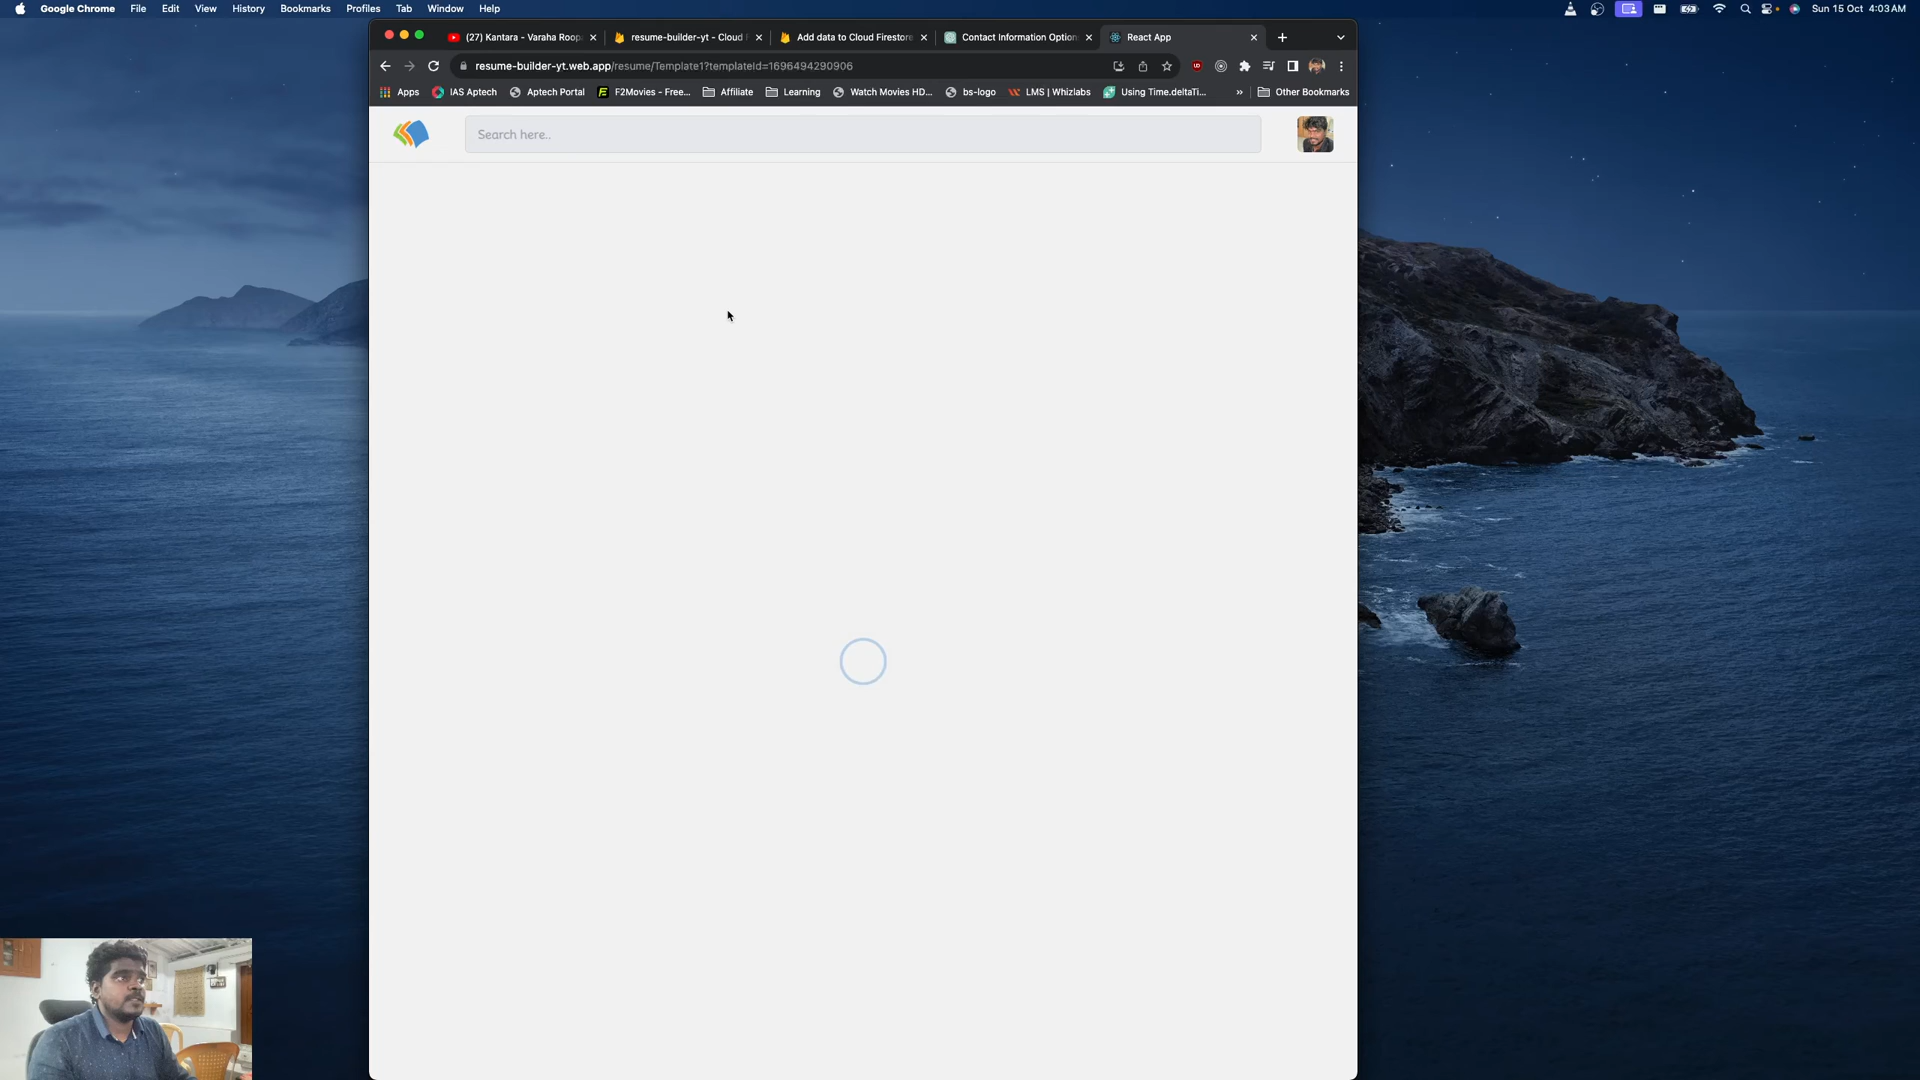 Google Chrome File Edit View History Bookmarks Profiles Tab Window Help Sun 15 Oct 4:03 AM
(27) Kantara - Varaha Roopa resume-builder-yt - Cloud F Add data to Cloud Firestore Contact Information Option React App
resume-builder-yt.web.app/resume/Template1?templateId=1696494290906
Apps IAS Aptech Aptech Portal F2Movies - Free... Affiliate Learning Watch Movies HD... bs-logo LMS | Whizlabs Using Time.deltaTi... » Other Bookmarks
Search here..